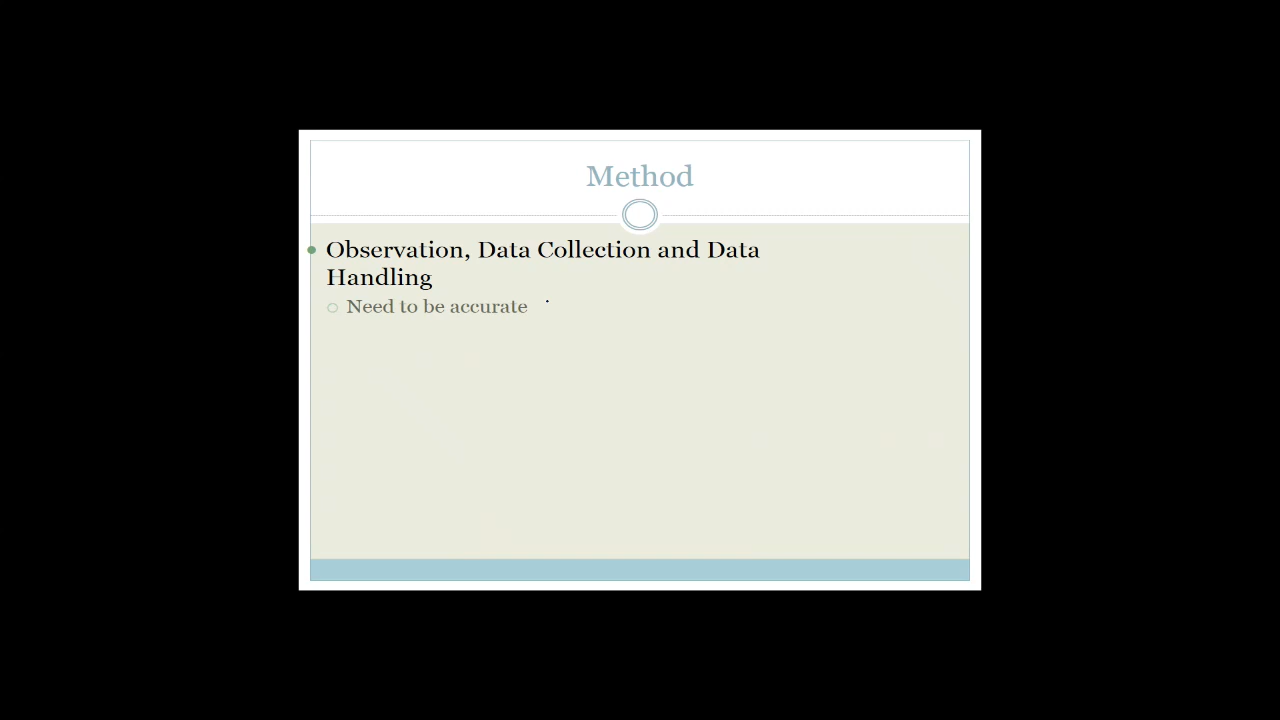 Method
Observation, Data Collection and Data
Handling
Need to be accurate